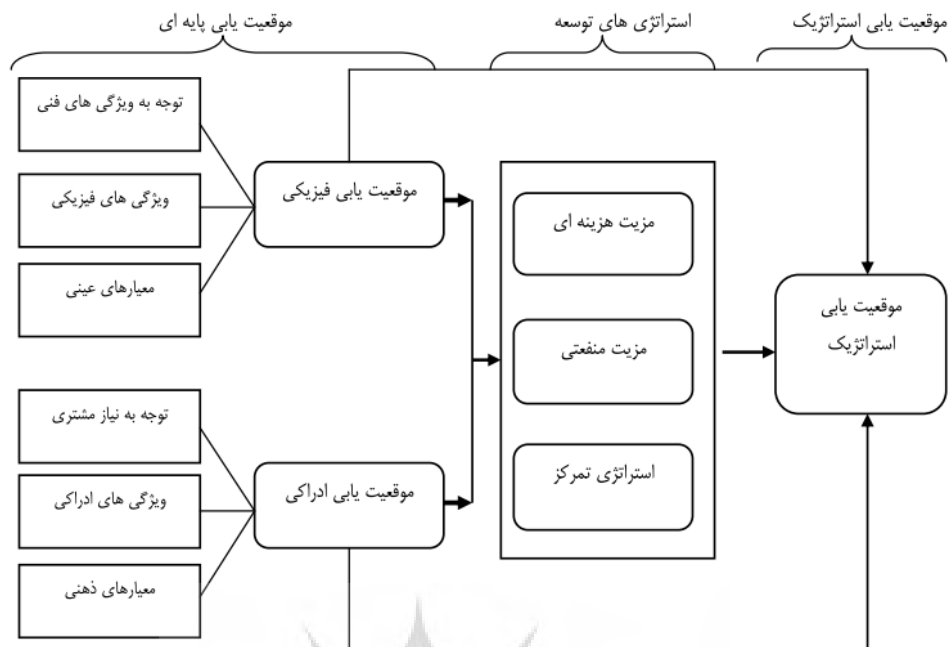 موقعیت یابی استراتژیک
استراتژی های توسعه
موقعیت یابی پایه ای
توجه به ویژگی های فنی
ویژگی های فیزیکی
معیارهای عینی
موقعیت یابی فیزیکی
توجه به نیاز مشتری
ویژگی های ادراکی
معیارهای ذهنی
موقعیت یابی ادراکی
مزیت هزینه ای
مزیت منفعتی
استراتژی تمرکز
موقعیت یابی
استراتژیک